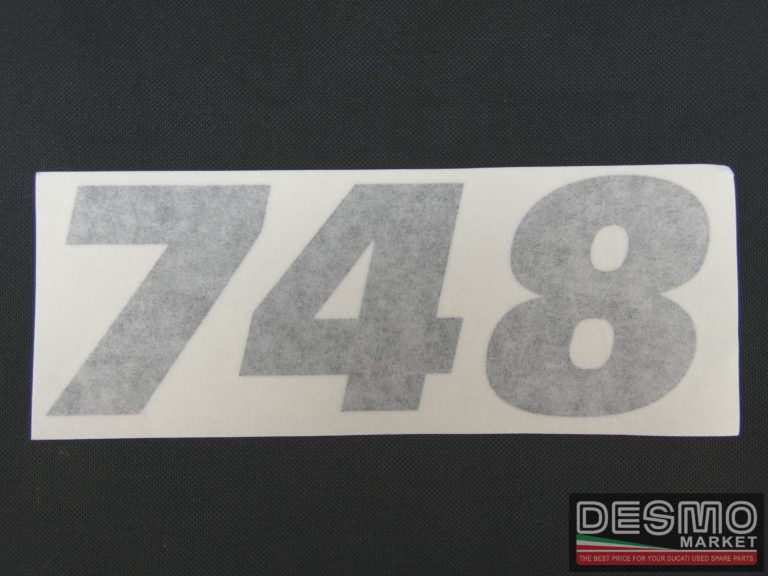 748
DESMO
MARKET
THE BEST PRICE FOR YOUR DUCATI USED SPARE PARTS